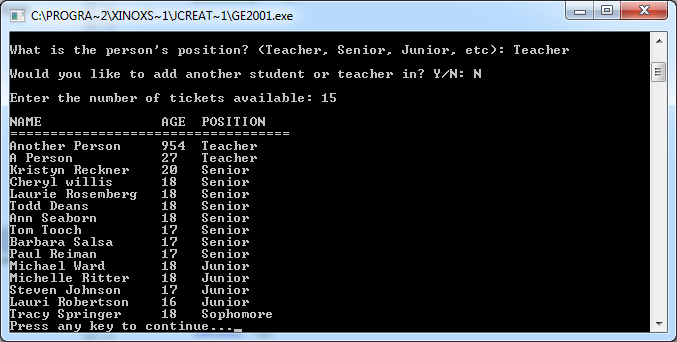 C:\PROGRA~2\XINOXS~1\JCREAT~1\GE2001.exe
What is the person's position? (Teacher, Senior, Junior, etc): Teacher
Would you like to add another student or teacher in? Y/N: N
Enter the number of tickets available: 15
NAME AGE POSITION
===================================
Another Person 954 Teacher
A Person 27 Teacher
Kristyn Reckner 20 Senior
Cheryl willis 18 Senior
Laurie Rosemberg 18 Senior
Todd Deans 18 Senior
Ann Seaborn 18 Senior
Tom Tooch 17 Senior
Barbara Salsa 17 Senior
Paul Reiman 17 Senior
Michael Ward 18 Junior
Michelle Ritter 18 Junior
Steven Johnson 17 Junior
Lauri Robertson 16 Junior
Tracy Springer 18 Sophomore
Press any key to continue..._